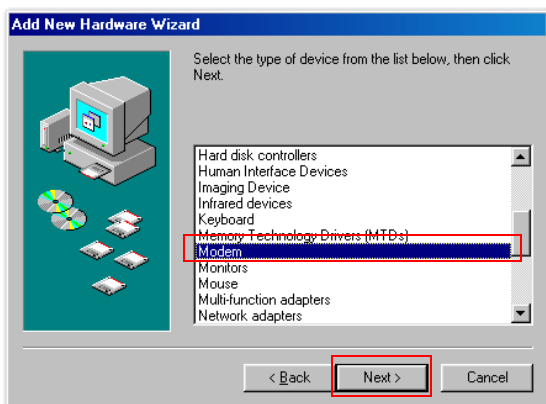 Add New Hardware Wizard
Select the type of device from the list below, then click
Next.
Hard disk controllers
Human Interface Devices
Imaging Device
Infrared devices
Keyboard
Memory Technology Drivers (MTDs)
Modem
Monitors
Mouse
Multi-function adapters
Network adapters
< Back
Next >
Cancel